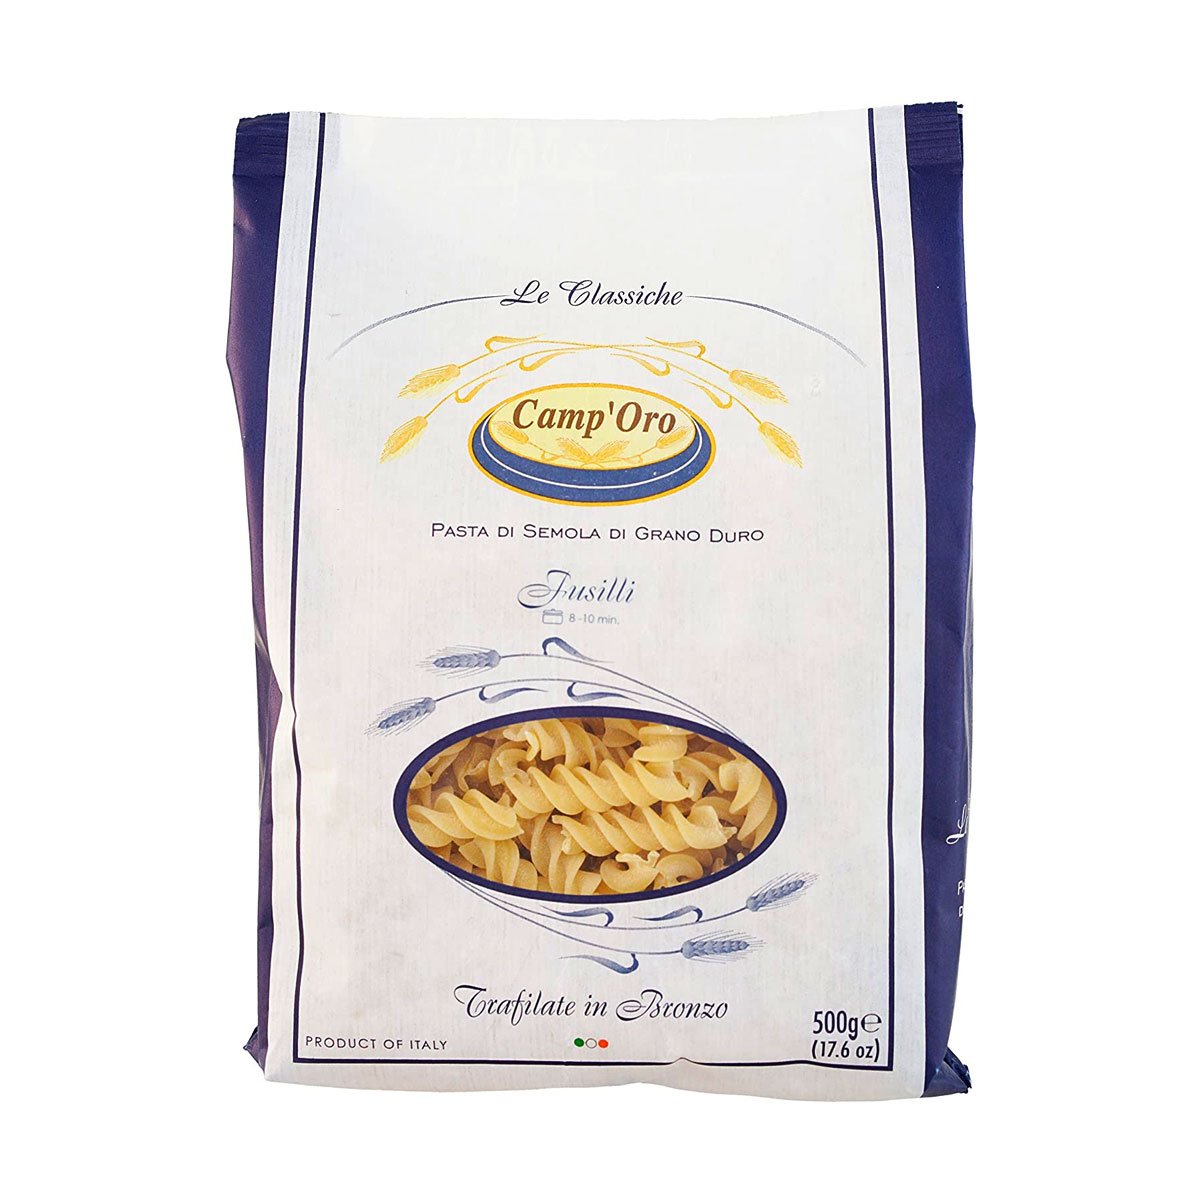 Le Classiche
Camp'Oro
PASTA DI SEMOLA DI GRANO DURO
Fusilli
8-10 min.
Trafilate in Bronzo
500g℮
(17.6 oz)
PRODUCT OF ITALY